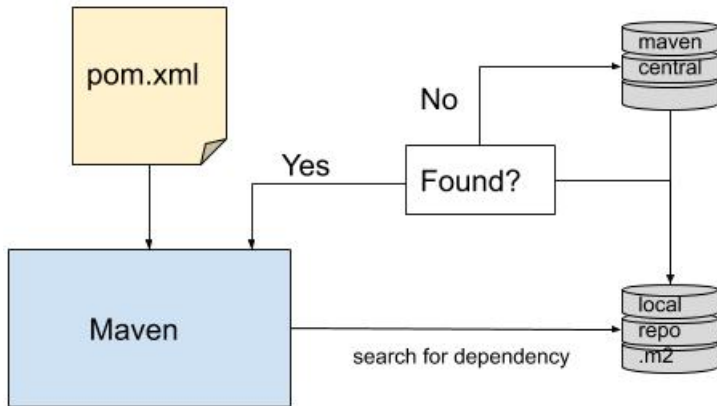 pom.xml
maven
central
No
Yes
Found?
Maven
local
repo
.m2
search for dependency